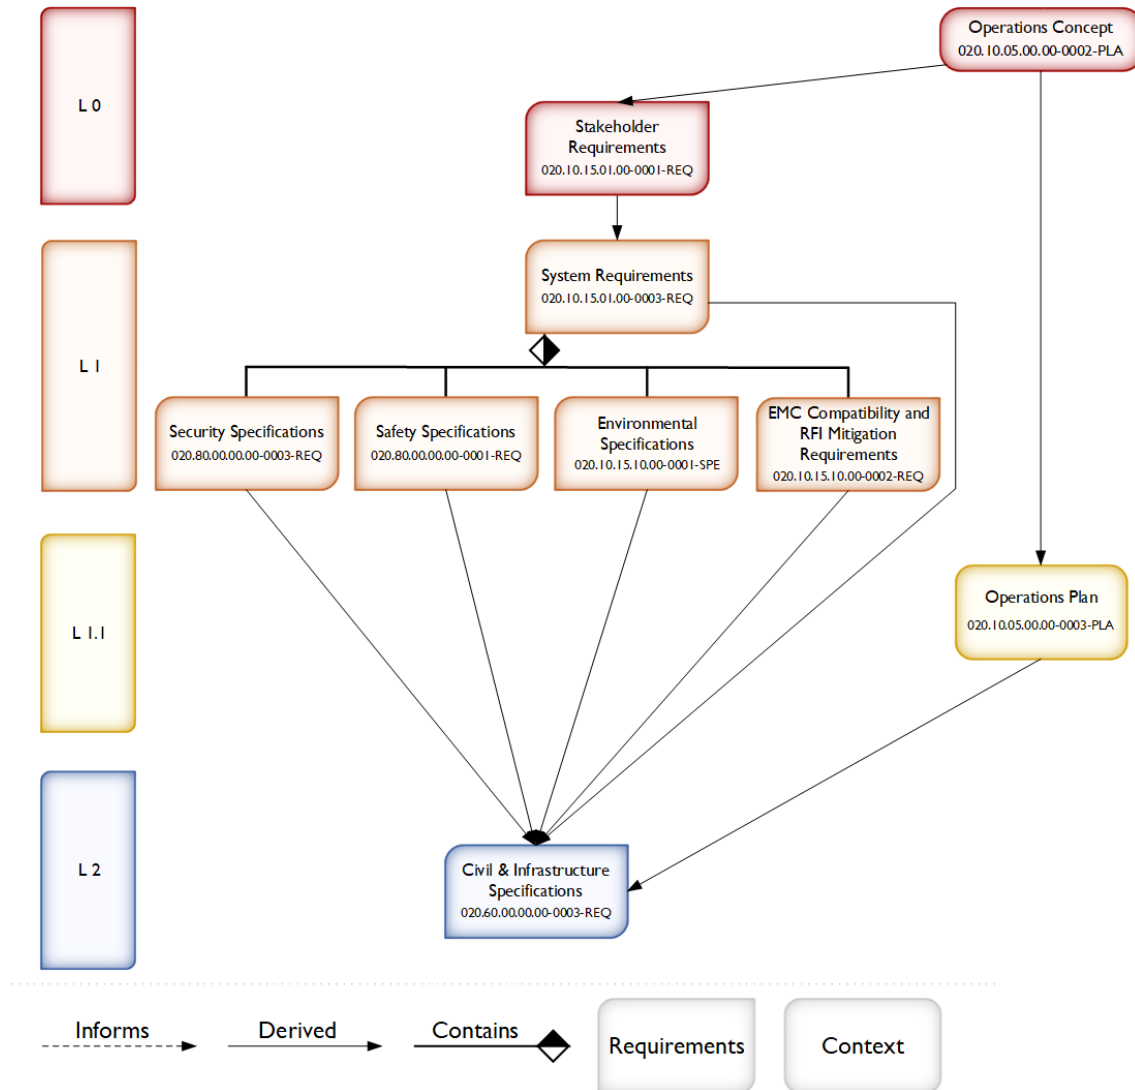 Operations Concept
020.10.05.00.00-0002-PLA
L 0
Stakeholder
Requirements
020.10.15.01.00-0001-REQ
System Requirements
020.10.15.01.00-0003-REQ
L 1
Security Specifications
020.80.00.00.00-0003-REQ
Safety Specifications
020.80.00.00.00-0001-REQ
Environmental
Specifications
020.10.15.10.00-0001-SPE
EMC Compatibility and
RFI Mitigation
Requirements
020.10.15.10.00-0002-REQ
L 1.1
Operations Plan
020.10.05.00.00-0003-PLA
L 2
Civil & Infrastructure
Specifications
020.60.00.00.00-0003-REQ
Informs
Derived
Contains
Requirements
Context